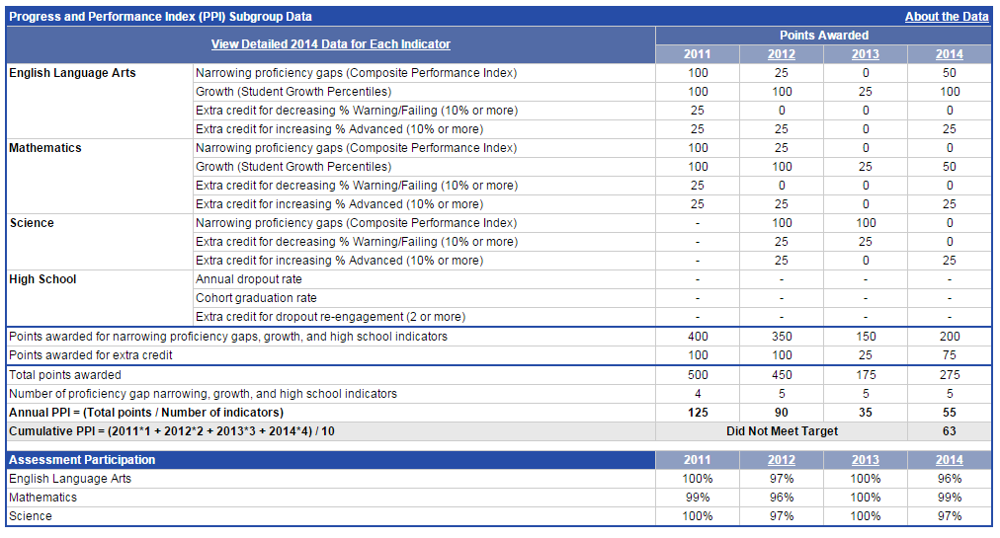 Progress and Performance Index (PPI) Subgroup Data About the Data
View Detailed 2014 Data for Each Indicator Points Awarded
2011 2012 2013 2014
English Language Arts Narrowing proficiency gaps (Composite Performance Index) 100 25 0 50
Growth (Student Growth Percentiles) 100 100 25 100
Extra credit for decreasing % Warning/Failing (10% or more) 25 0 0 0
Extra credit for increasing % Advanced (10% or more) 25 25 0 25
Mathematics Narrowing proficiency gaps (Composite Performance Index) 100 25 0 0
Growth (Student Growth Percentiles) 100 100 25 50
Extra credit for decreasing % Warning/Failing (10% or more) 25 0 0 0
Extra credit for increasing % Advanced (10% or more) 25 25 0 25
Science Narrowing proficiency gaps (Composite Performance Index) - 100 100 0
Extra credit for decreasing % Warning/Failing (10% or more) - 25 25 0
Extra credit for increasing % Advanced (10% or more) - 25 0 25
High School Annual dropout rate - - - -
Cohort graduation rate - - - -
Extra credit for dropout re-engagement (2 or more) - - - -
Points awarded for narrowing proficiency gaps, growth, and high school indicators 400 350 150 200
Points awarded for extra credit 100 100 25 75
Total points awarded 500 450 175 275
Number of proficiency gap narrowing, growth, and high school indicators 4 5 5 5
Annual PPI = (Total points / Number of indicators) 125 90 35 55
Cumulative PPI = (2011*1 + 2012*2 + 2013*3 + 2014*4) / 10 Did Not Meet Target 63
Assessment Participation 2011 2012 2013 2014
English Language Arts 100% 97% 100% 96%
Mathematics 99% 96% 100% 99%
Science 100% 97% 100% 97%